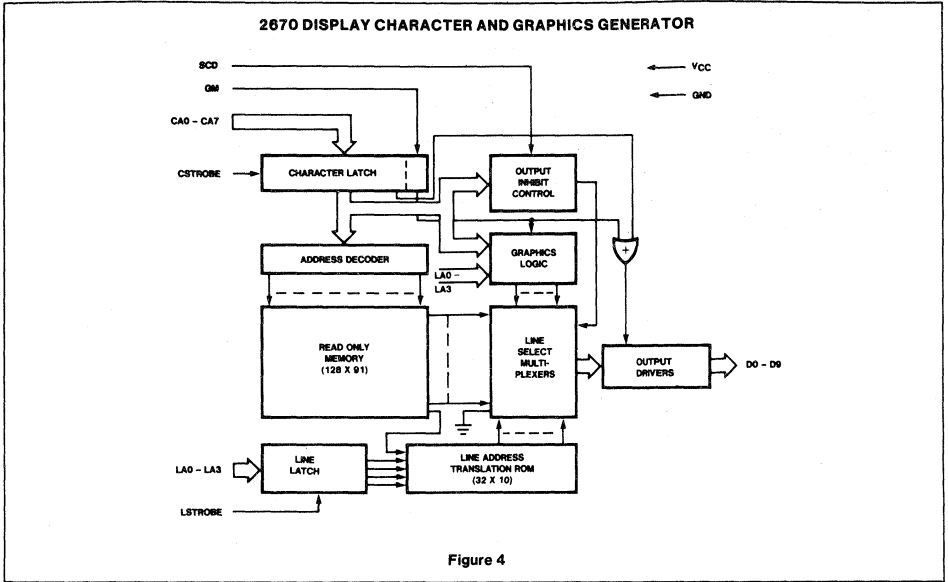 2670 DISPLAY CHARACTER AND GRAPHICS GENERATOR
SCD
VCC
GM
GND
CA0 – CA7
CSTROBE
CHARACTER LATCH
OUTPUT
INHIBIT
CONTROL
ADDRESS DECODER
GRAPHICS
LOGIC
+
LA0 –
LA3
READ ONLY
MEMORY
(128 X 91)
LINE
SELECT
MULTI-
PLEXERS
OUTPUT
DRIVERS
D0 – D9
LA0 – LA3
LINE
LATCH
LINE ADDRESS
TRANSLATION ROM
(32 X 10)
LSTROBE
Figure 4